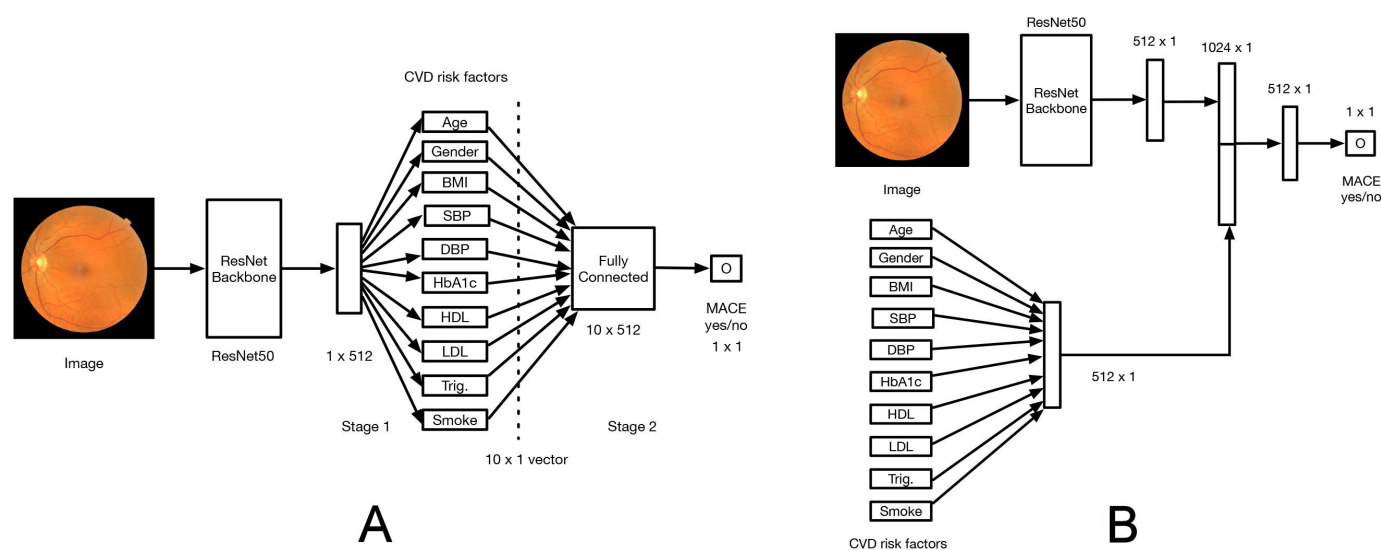 CVD risk factors
Age
Gender
BMI
SBP
DBP
HbA1c
HDL
LDL
Trig.
Smoke
ResNet
Backbone
Fully
Connected
O
MACE
yes/no
1 x 1
Image
ResNet50
1 x 512
10 x 512
Stage 1
Stage 2
10 x 1 vector
A
ResNet50
512 x 1
1024 x 1
512 x 1
1 x 1
ResNet
Backbone
O
MACE
yes/no
Image
Age
Gender
BMI
SBP
DBP
HbA1c
HDL
LDL
Trig.
Smoke
512 x 1
CVD risk factors
B